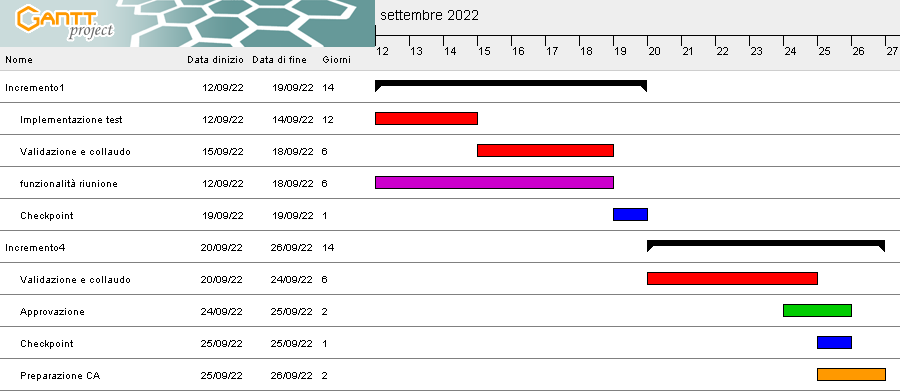 GANTT
project
settembre 2022
12 13 14 15 16 17 18 19 20 21 22 23 24 25 26 27
Nome Data dinizio Data di fine Giorni
Incremento1 12/09/22 19/09/22 14
Implementazione test 12/09/22 14/09/22 12
Validazione e collaudo 15/09/22 18/09/22 6
funzionalità riunione 12/09/22 18/09/22 6
Checkpoint 19/09/22 19/09/22 1
Incremento4 20/09/22 26/09/22 14
Validazione e collaudo 20/09/22 24/09/22 6
Approvazione 24/09/22 25/09/22 2
Checkpoint 25/09/22 25/09/22 1
Preparazione CA 25/09/22 26/09/22 2